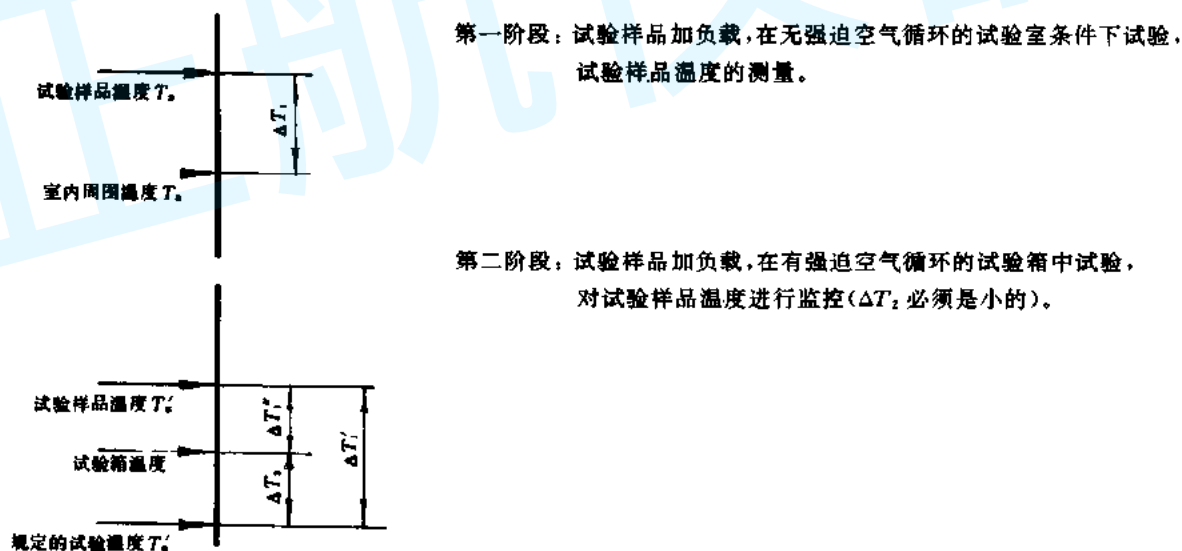 第一阶段：试验样品加负载，在无强迫空气循环的试验室条件下试验，
试验样品温度的测量。
试验样品温度 Tₛ
ΔT₁
室内周围温度 Tₐ
第二阶段：试验样品加负载，在有强迫空气循环的试验箱中试验，
对试验样品温度进行监控(ΔT₂ 必须是小的)。
试验样品温度
ΔT₁″
试验箱温度
ΔT₁′
规定的试验温度